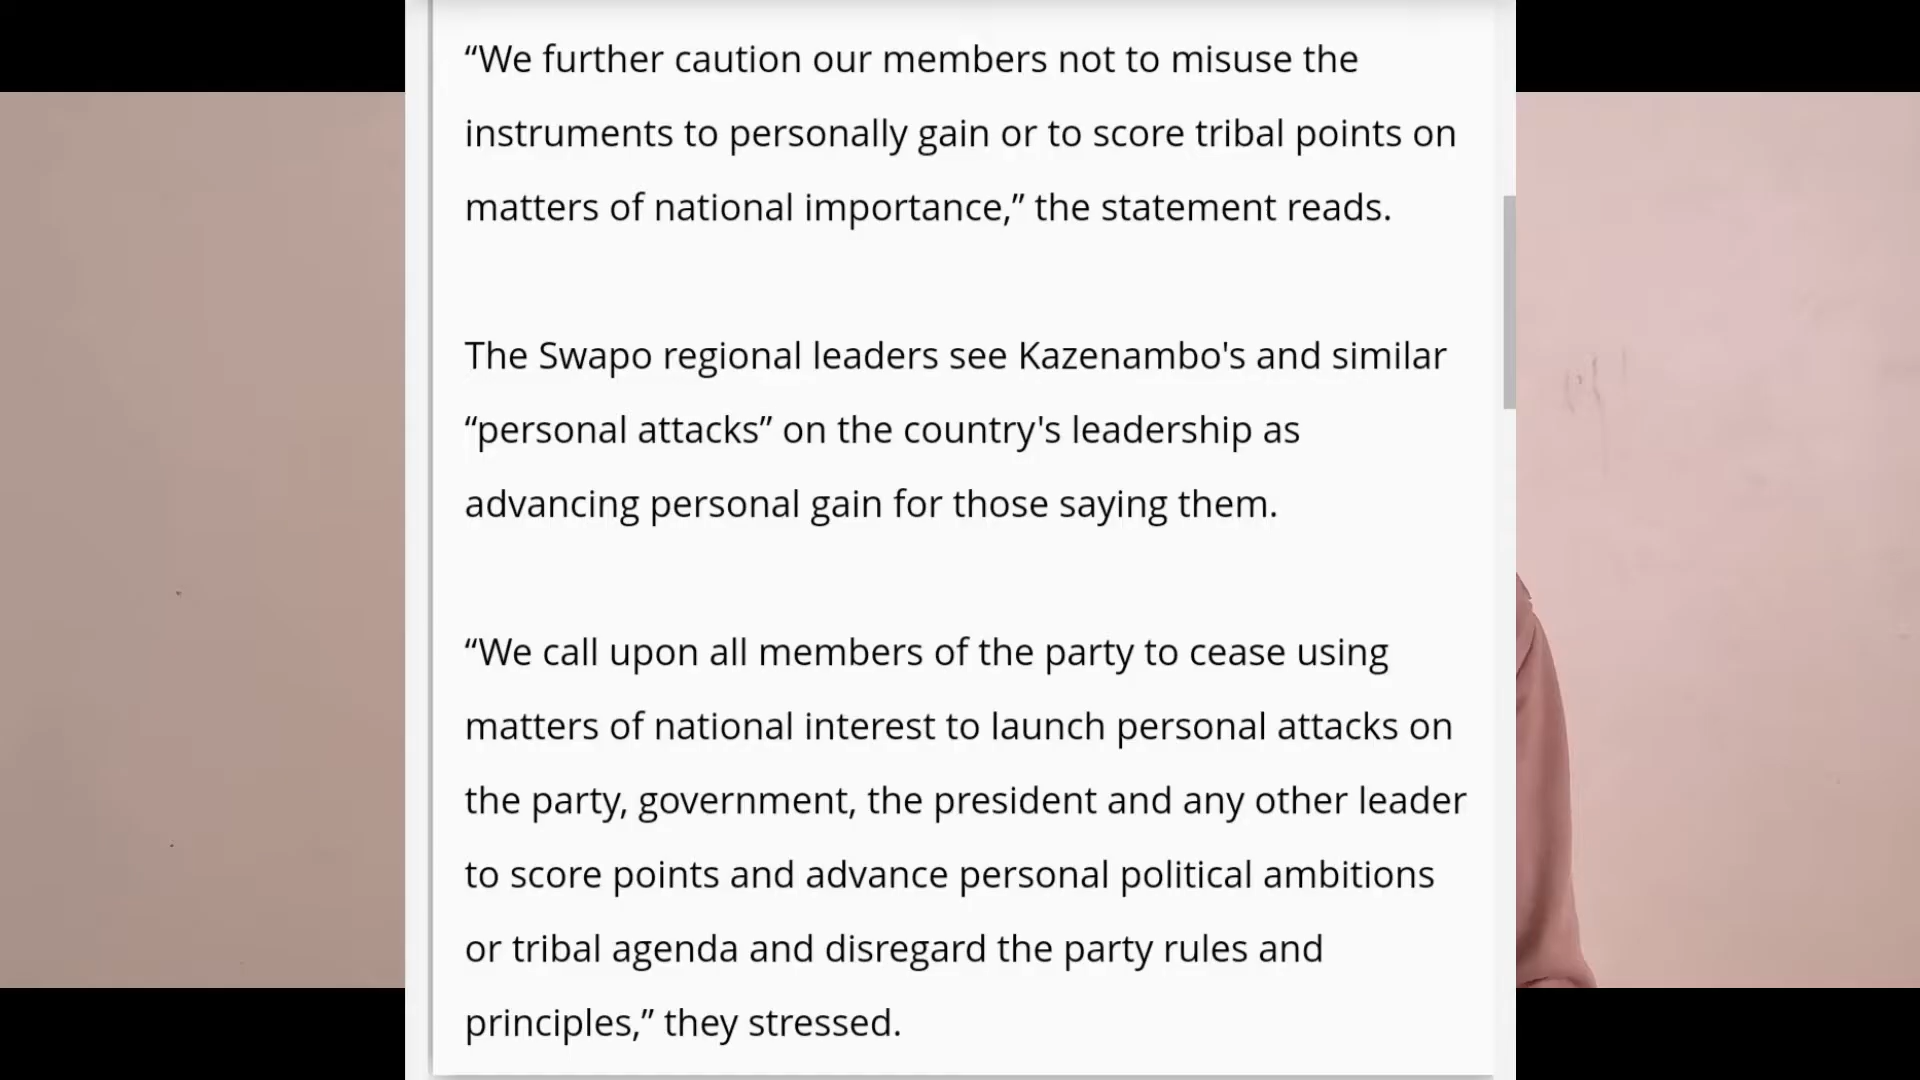 “We further caution our members not to misuse the
instruments to personally gain or to score tribal points on
matters of national importance,” the statement reads.
The Swapo regional leaders see Kazenambo's and similar
“personal attacks” on the country's leadership as
advancing personal gain for those saying them.
“We call upon all members of the party to cease using
matters of national interest to launch personal attacks on
the party, government, the president and any other leader
to score points and advance personal political ambitions
or tribal agenda and disregard the party rules and
principles,” they stressed.